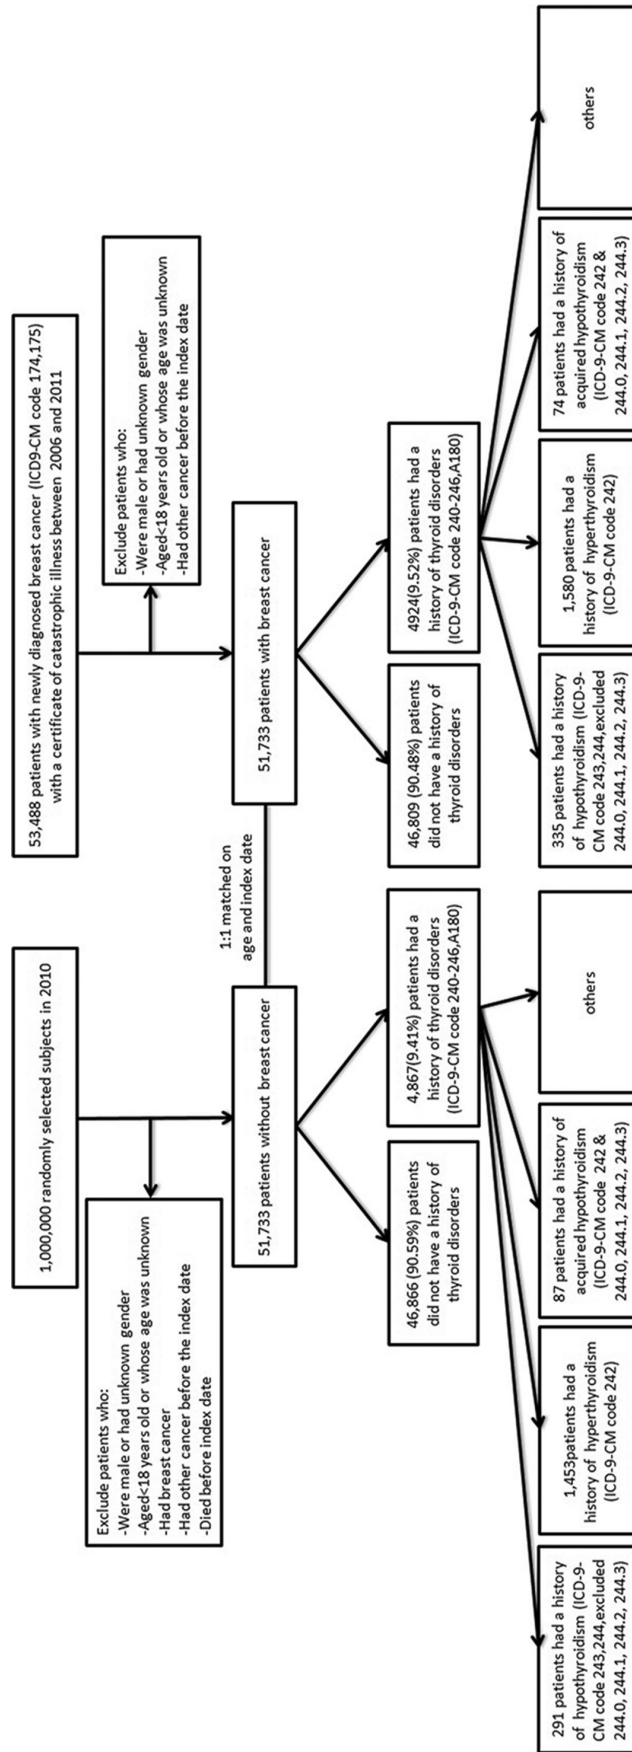 1,000,000 randomly selected subjects in 2010
53,488 patients with newly diagnosed breast cancer (ICD9-CM code 174,175)
with a certificate of catastrophic illness between 2006 and 2011
Exclude patients who:
-Were male or had unknown gender
-Aged<18 years old or whose age was unknown
-Had breast cancer
-Had other cancer before the index date
-Died before index date
Exclude patients who:
-Were male or had unknown gender
-Aged<18 years old or whose age was unknown
-Had other cancer before the index date
51,733 patients without breast cancer
1:1 matched on
age and index date
51,733 patients with breast cancer
46,866 (90.59%) patients
did not have a history of
thyroid disorders
4,867(9.41%) patients had a
history of thyroid disorders
(ICD-9-CM code 240-246,A180)
46,809 (90.48%) patients
did not have a history of
thyroid disorders
4924(9.52%) patients had a
history of thyroid disorders
(ICD-9-CM code 240-246,A180)
291 patients had a history
of hypothyroidism (ICD-9-
CM code 243,244,excluded
244.0, 244.1, 244.2, 244.3)
1,453patients had a
history of hyperthyroidism
(ICD-9-CM code 242)
87 patients had a history of
acquired hypothyroidism
(ICD-9-CM code  242 &
244.0, 244.1, 244.2, 244.3)
others
335 patients had a history
of hypothyroidism (ICD-9-
CM code 243,244,excluded
244.0, 244.1, 244.2, 244.3)
1,580 patients had a
history of hyperthyroidism
(ICD-9-CM code 242)
74 patients had a history of
acquired hypothyroidism
(ICD-9-CM code 242 &
244.0, 244.1, 244.2, 244.3)
others